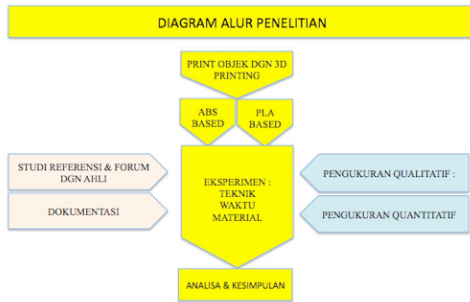 DIAGRAM ALUR PENELITIAN
PRINT OBJEK DGN 3D
PRINTING
ABS
BASED
PLA
BASED
STUDI REFERENSI & FORUM
DGN AHLI
DOKUMENTASI
EKSPERIMEN :
TEKNIK
WAKTU
MATERIAL
PENGUKURAN QUALITATIF :
PENGUKURAN QUANTITATIF
ANALISA & KESIMPULAN